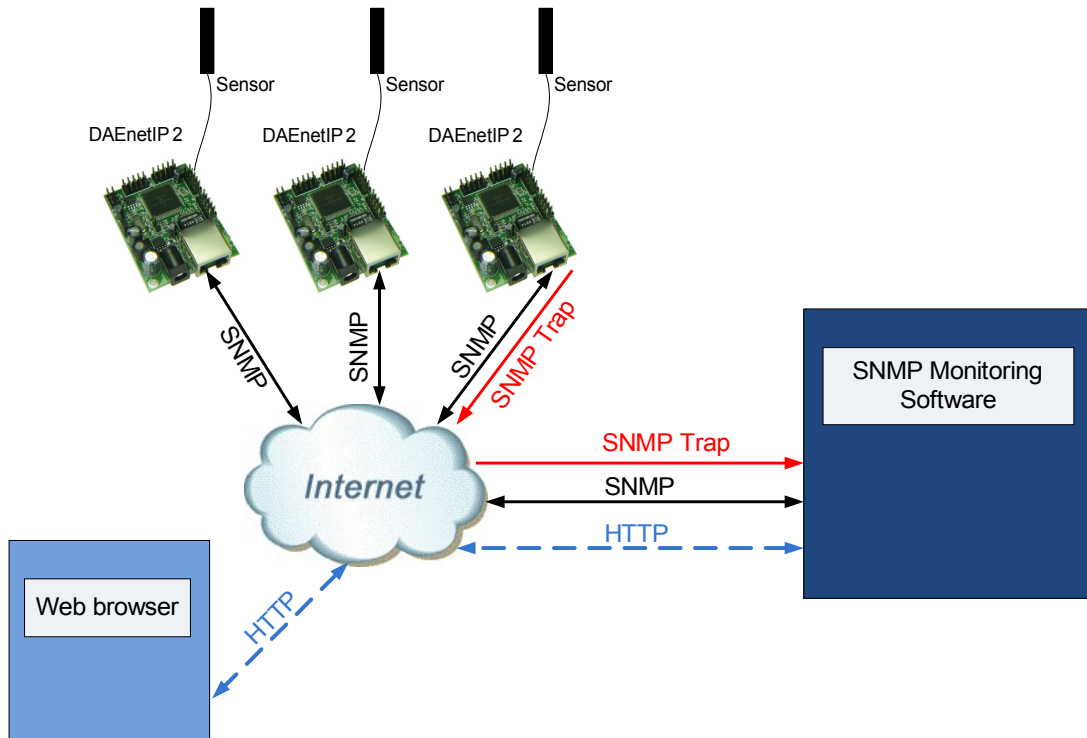 Sensor
Sensor
Sensor
DAEnetIP 2
DAEnetIP 2
DAEnetIP 2
SNMP
SNMP
SNMP
SNMP Trap
SNMP Monitoring
Software
SNMP Trap
SNMP
HTTP
Internet
Web browser
HTTP